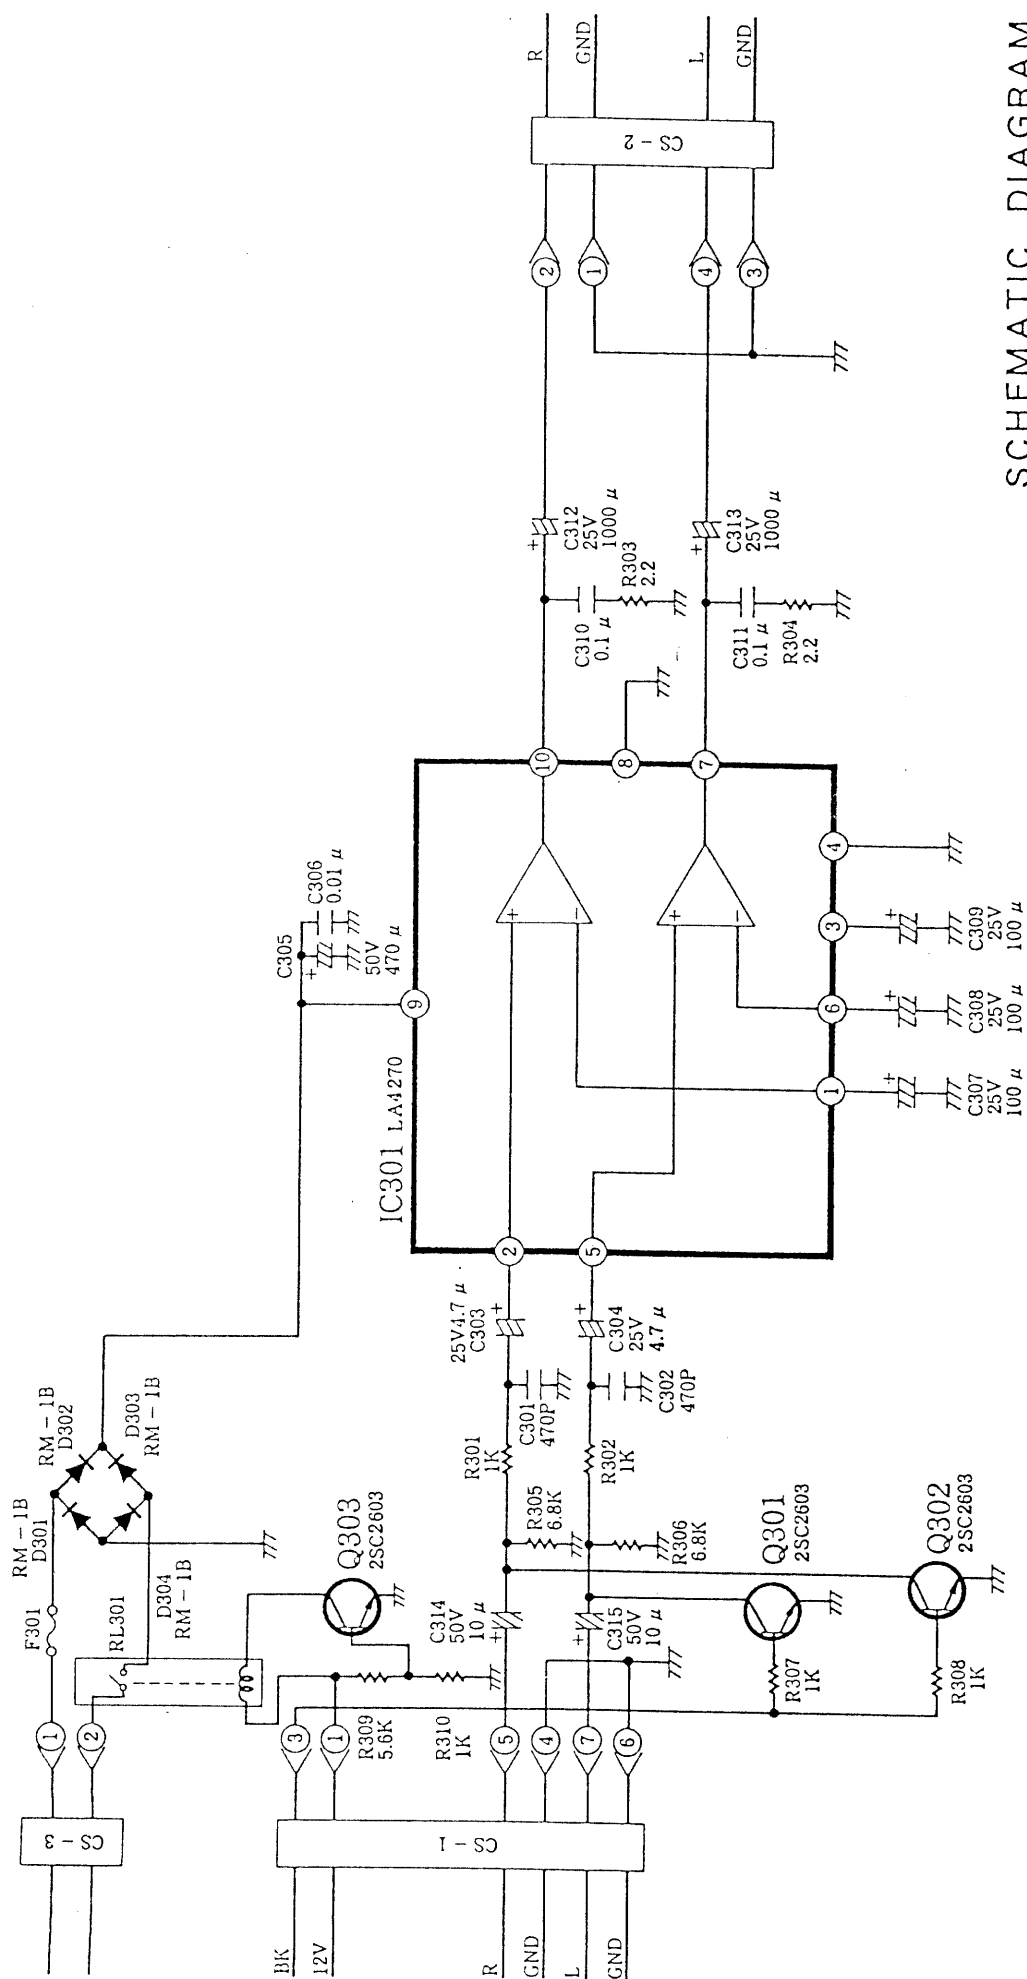 SCHEMATIC DIAGRAM
CS-3
1
2
F301
RL301
RM-1B
D301
RM-1B
D302
D303
RM-1B
D304
RM-1B
C305
50V
470 μ
C306
0.01 μ
CS-1
BK
12V
R
GND
L
GND
3
1
5
4
7
6
R309
5.6K
R310
1K
Q303
2SC2603
C314
50V
10 μ
C315
50V
10 μ
R305
6.8K
R306
6.8K
R307
1K
R308
1K
Q301
2SC2603
Q302
2SC2603
R301
1K
R302
1K
C301
470P
C302
470P
25V4.7 μ
C303
C304
25V
4.7 μ
IC301 LA4270
9
2
5
10
8
7
1
6
3
4
+
−
+
−
C307
25V
100 μ
C308
25V
100 μ
C309
25V
100 μ
C310
0.1 μ
R303
2.2
C311
0.1 μ
R304
2.2
C312
25V
1000 μ
C313
25V
1000 μ
2
1
4
3
CS-2
R
GND
L
GND